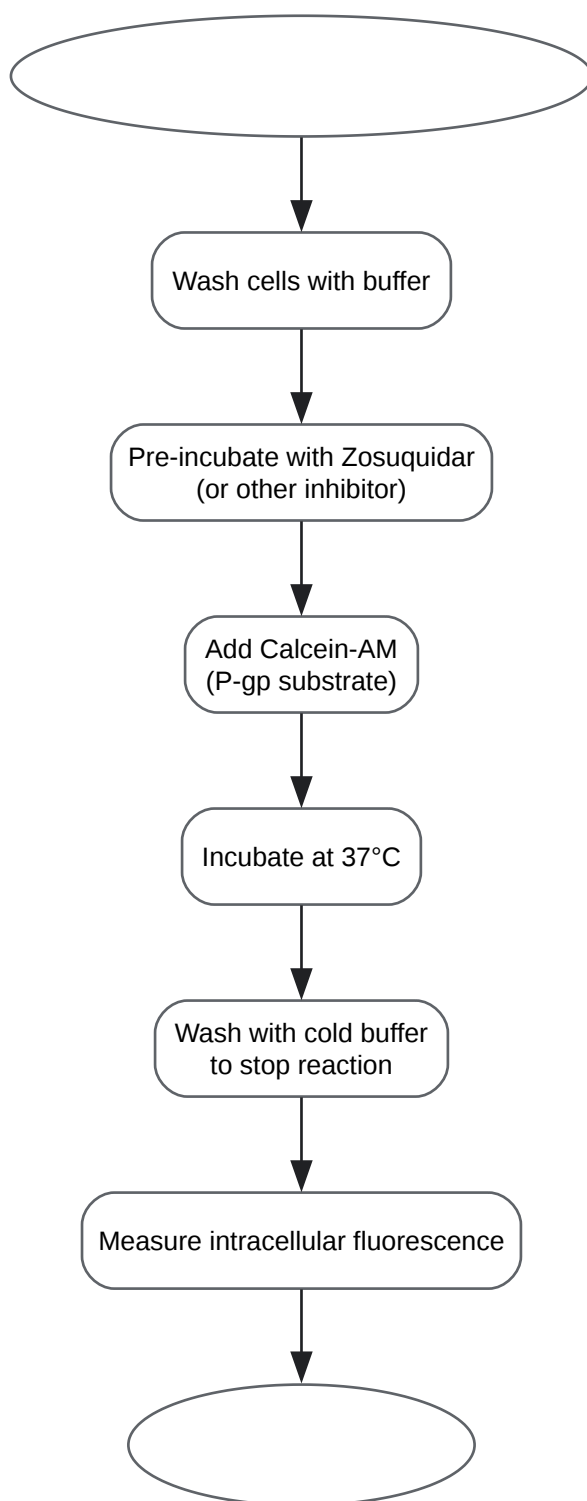 Wash cells with buffer
Pre-incubate with Zosuquidar
(or other inhibitor)
Add Calcein-AM
(P-gp substrate)
Incubate at 37°C
Wash with cold buffer
to stop reaction
Measure intracellular fluorescence